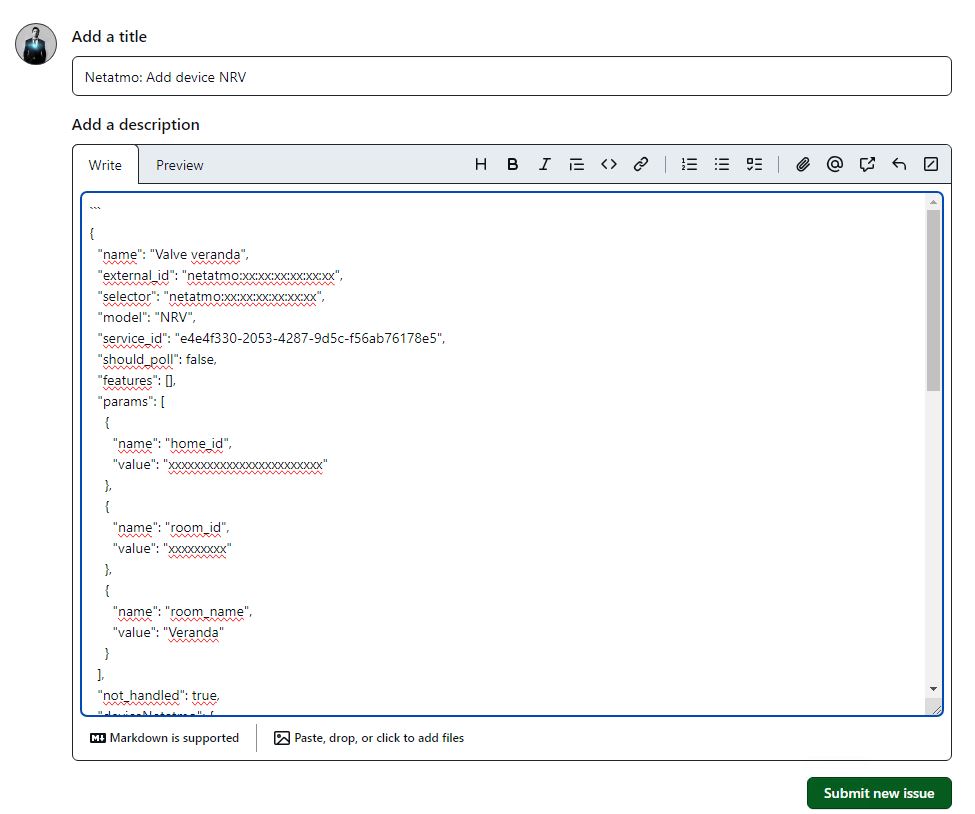 Add a title
Netatmo: Add device NRV
Add a description
Write Preview
```
{
"name": "Valve veranda",
"external_id": "netatmo:xx:xx:xx:xx:xx:xx",
"selector": "netatmo:xx:xx:xx:xx:xx:xx",
"model": "NRV",
"service_id": "e4e4f330-2053-4287-9d5c-f56ab76178e5",
"should_poll": false,
"features": [],
"params": [
{
"name": "home_id",
"value": "xxxxxxxxxxxxxxxxxxxxxxxx"
},
{
"name": "room_id",
"value": "xxxxxxxxx"
},
{
"name": "room_name",
"value": "Veranda"
}
],
"not_handled": true,
"deviceNetatmo": {
Markdown is supported
Paste, drop, or click to add files
Submit new issue